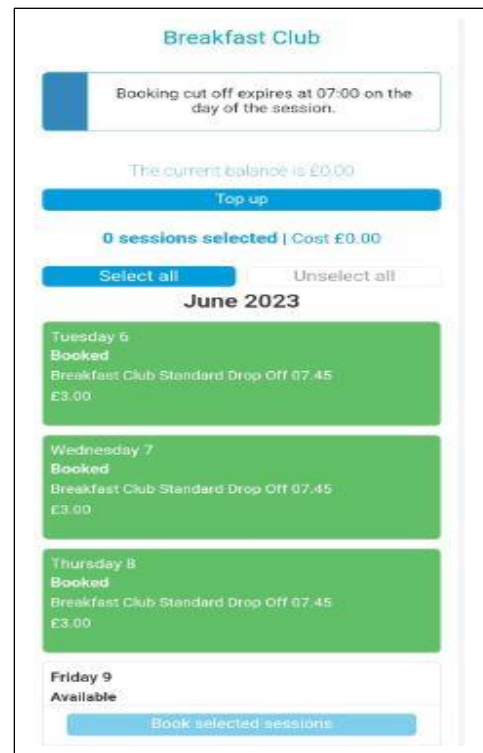 Breakfast Club
Booking cut off expires at 07:00 on the
day of the session.
The current balance is £0.00
Top up
0 sessions selected | Cost £0.00
Select all
Unselect all
June 2023
Tuesday 6
Booked
Breakfast Club Standard Drop Off 07.45
£3.00
Wednesday 7
Booked
Breakfast Club Standard Drop Off 07.45
£3.00
Thursday 8
Booked
Breakfast Club Standard Drop Off 07.45
£3.00
Friday 9
Available
Book selected sessions